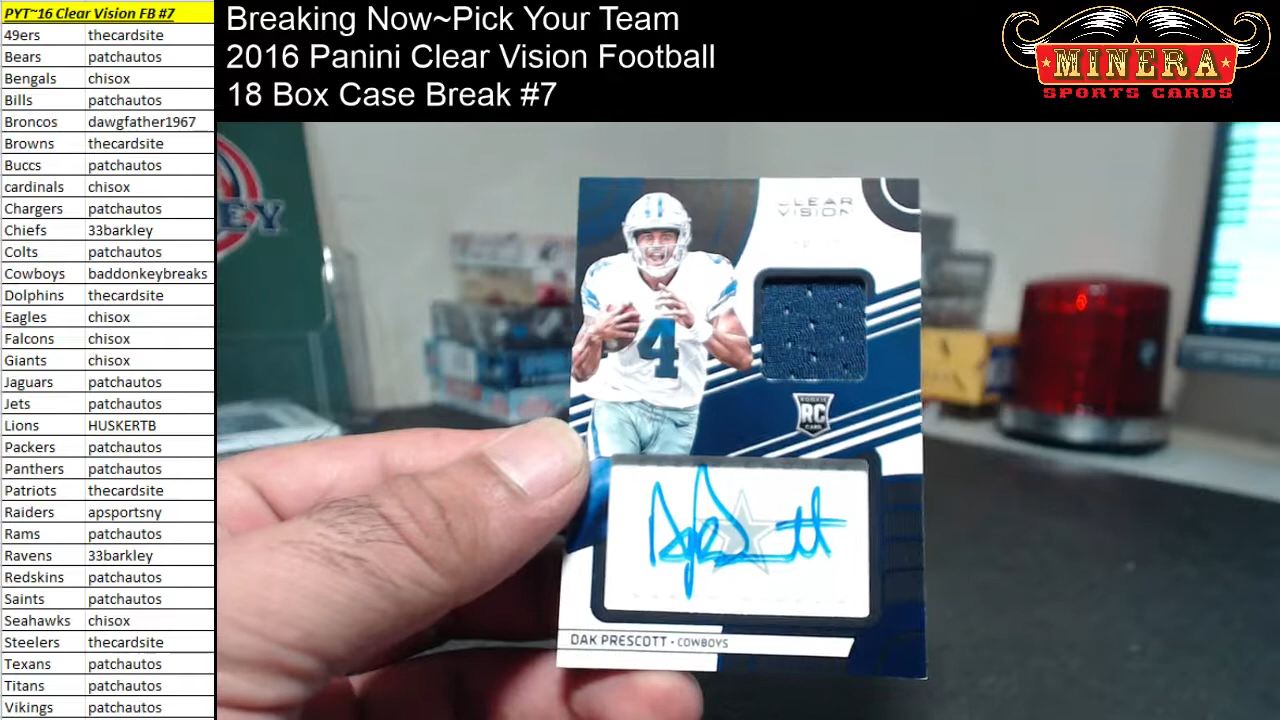 PYT~16 Clear Vision FB #7
49ers thecardsite
Bears patchautos
Bengals chisox
Bills patchautos
Broncos dawgfather1967
Browns thecardsite
Buccs patchautos
cardinals chisox
Chargers patchautos
Chiefs 33barkley
Colts patchautos
Cowboys baddonkeybreaks
Dolphins thecardsite
Eagles chisox
Falcons chisox
Giants chisox
Jaguars patchautos
Jets patchautos
Lions HUSKERTB
Packers patchautos
Panthers patchautos
Patriots thecardsite
Raiders apsportsny
Rams patchautos
Ravens 33barkley
Redskins patchautos
Saints patchautos
Seahawks chisox
Steelers thecardsite
Texans patchautos
Titans patchautos
Vikings patchautos
Breaking Now~Pick Your Team
2016 Panini Clear Vision Football
18 Box Case Break #7
MINERA
SPORTS CARDS
CLEAR
VISION
4
ROOKIE
RC
CARD
DAK PRESCOTT - COWBOYS